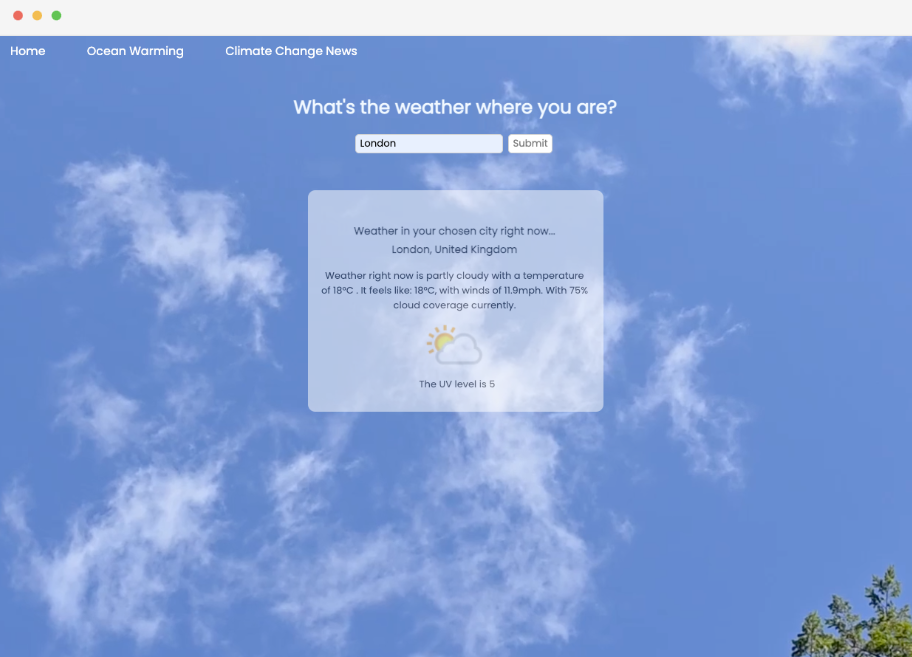 Home Ocean Warming Climate Change News
What's the weather where you are?
London Submit
Weather in your chosen city right now...
London, United Kingdom
Weather right now is partly cloudy with a temperature
of 18°C . It feels like: 18°C, with winds of 11.9mph. With 75%
cloud coverage currently.
The UV level is 5